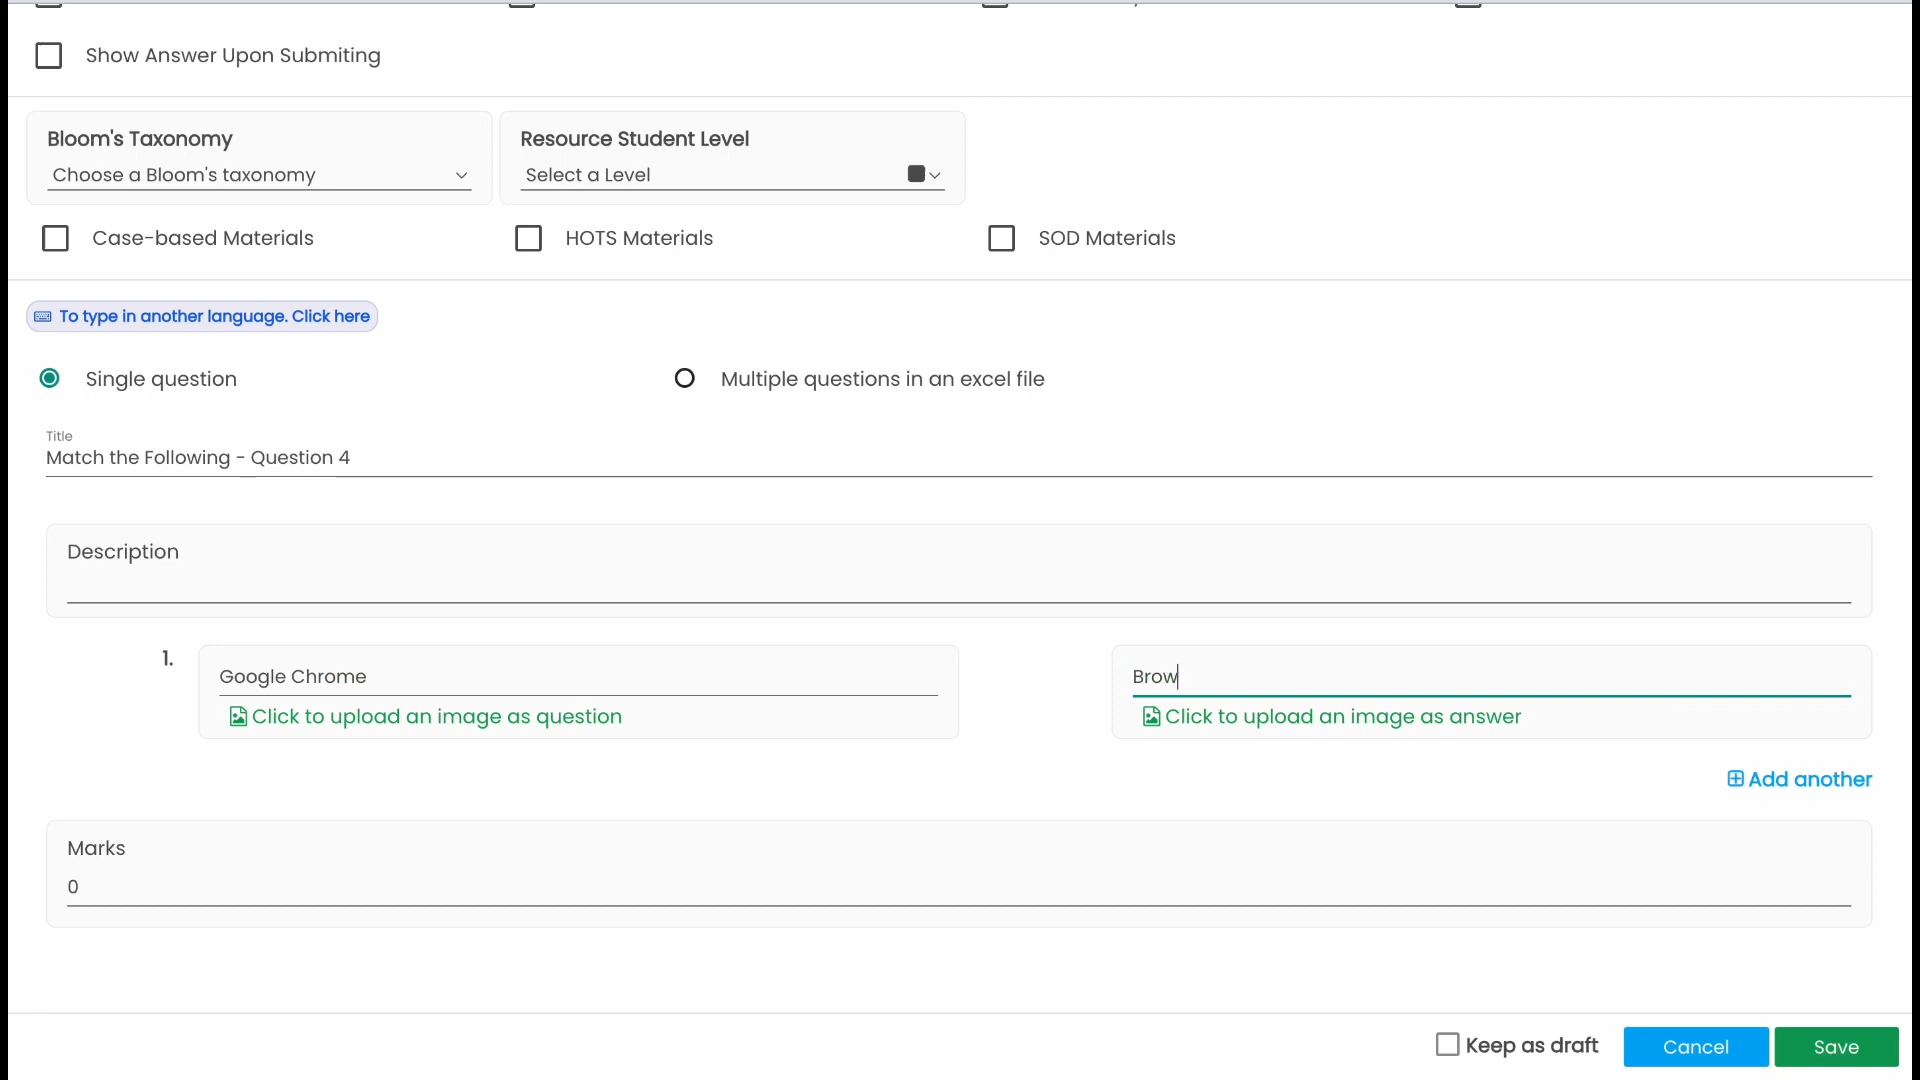 Show Answer Upon Submiting
Bloom's Taxonomy
Choose a Bloom's taxonomy
Resource Student Level
Select a Level
Case-based Materials
HOTS Materials
SOD Materials
To type in another language. Click here
Single question
Multiple questions in an excel file
Title
Match the Following - Question 4
Description
1.
Google Chrome
Click to upload an image as question
Brow
Click to upload an image as answer
Add another
Marks
0
Keep as draft
Cancel
Save